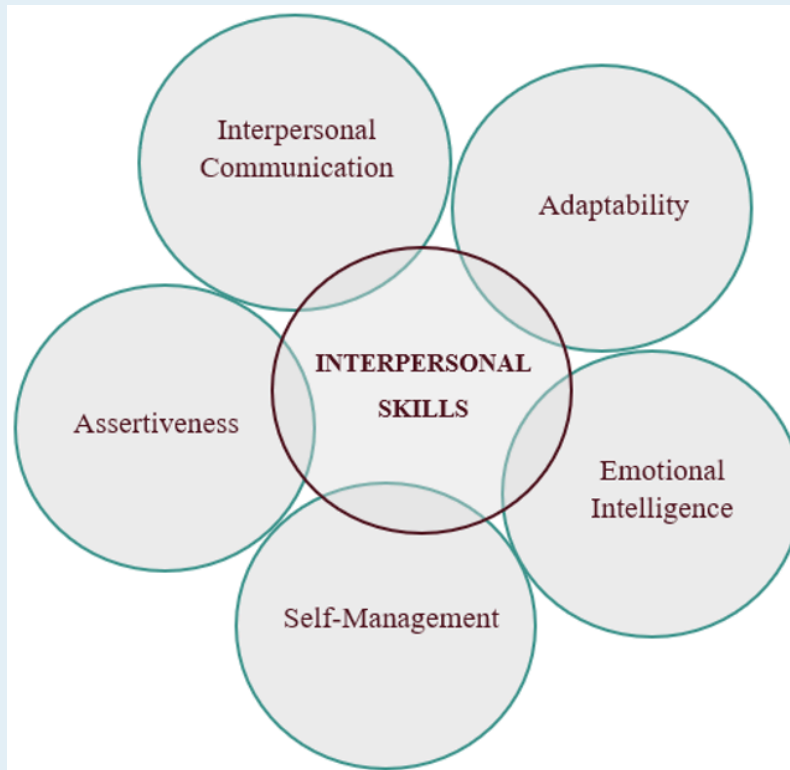 Interpersonal
Communication
Adaptability
INTERPERSONAL
SKILLS
Assertiveness
Emotional
Intelligence
Self-Management